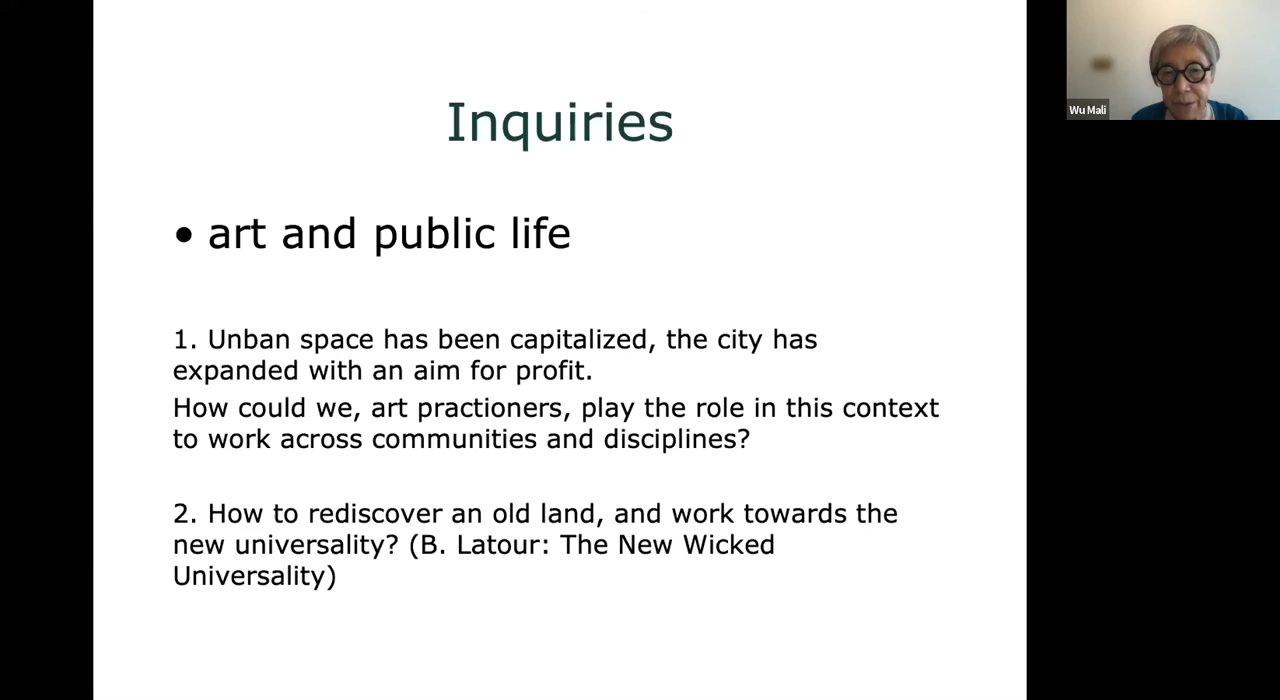 Inquiries
• art and public life
1. Unban space has been capitalized, the city has
expanded with an aim for profit.
How could we, art practioners, play the role in this context
to work across communities and disciplines?
2. How to rediscover an old land, and work towards the
new universality? (B. Latour: The New Wicked
Universality)
Wu Mali